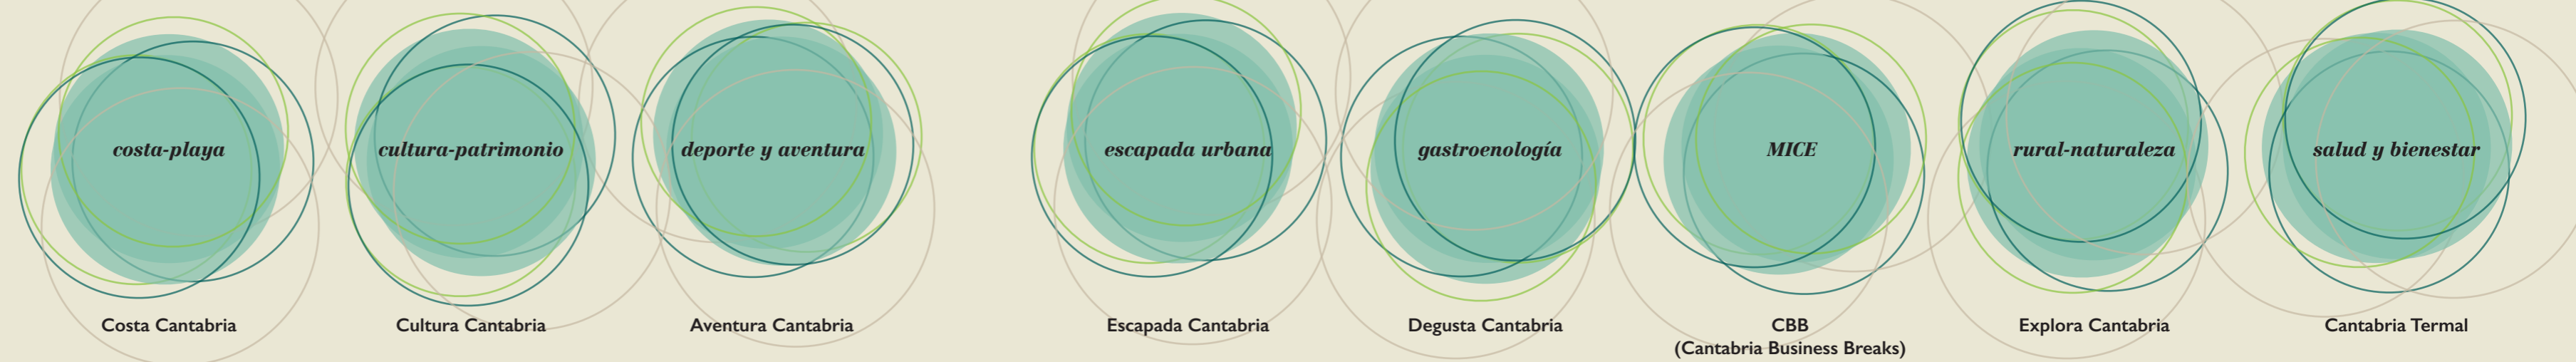 costa-playa
cultura-patrimonio
deporte y aventura
escapada urbana
gastroenología
MICE
rural-naturaleza
salud y bienestar
Costa Cantabria
Cultura Cantabria
Aventura Cantabria
Escapada Cantabria
Degusta Cantabria
CBB
(Cantabria Business Breaks)
Explora Cantabria
Cantabria Termal